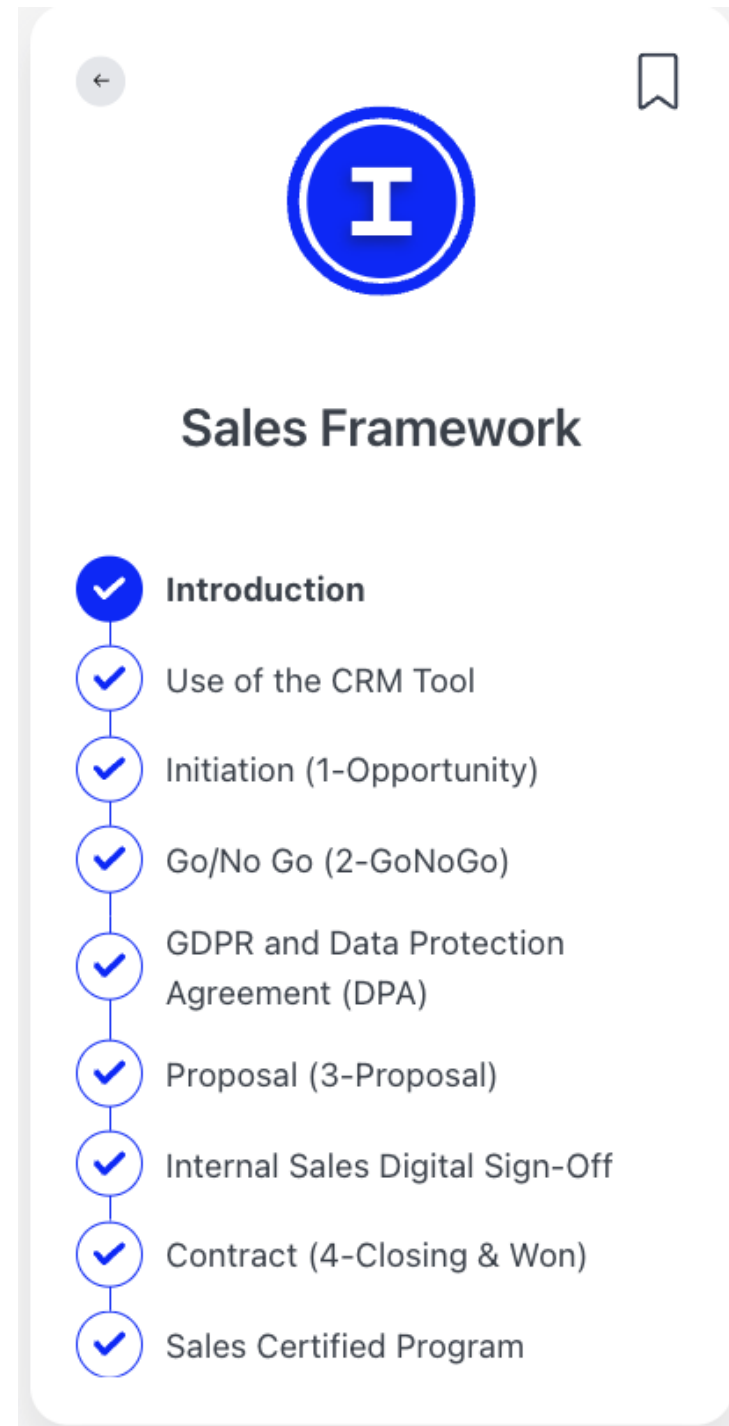 I
Sales Framework
Introduction
Use of the CRM Tool
Initiation (1-Opportunity)
Go/No Go (2-GoNoGo)
GDPR and Data Protection
Agreement (DPA)
Proposal (3-Proposal)
Internal Sales Digital Sign-Off
Contract (4-Closing & Won)
Sales Certified Program